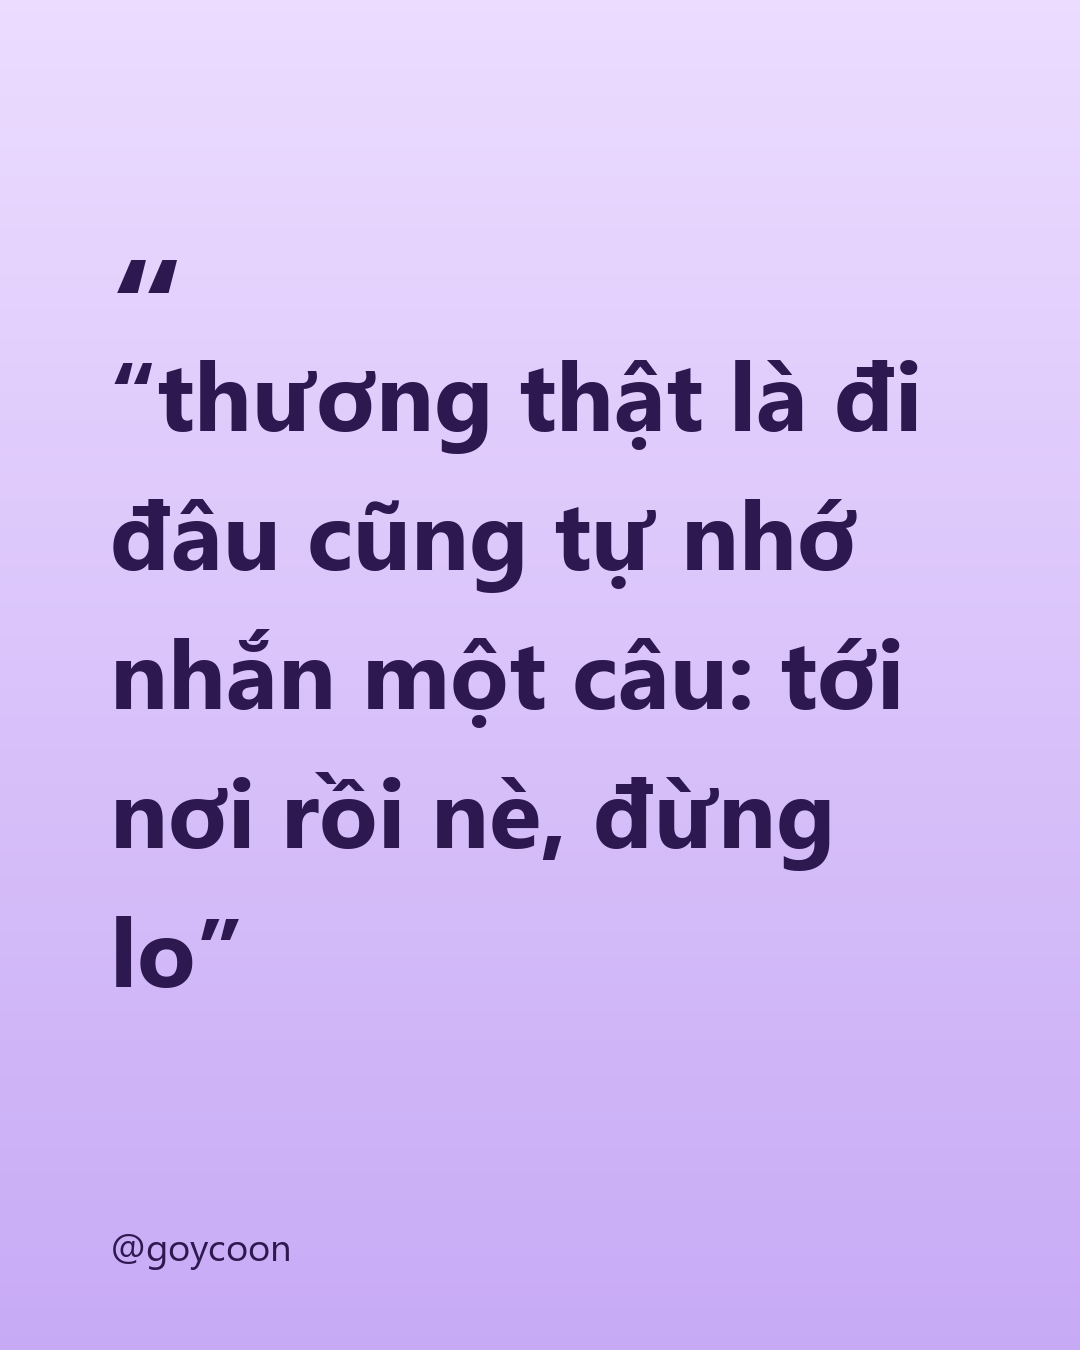 “
“thương thật là đi
đâu cũng tự nhớ
nhắn một câu: tới
nơi rồi nè, đừng
lo”
@goycoon